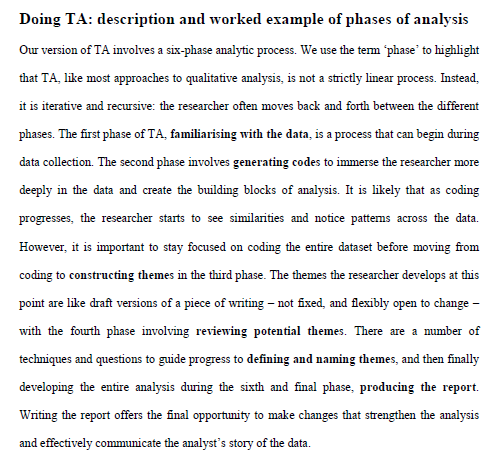 Doing TA: description and worked example of phases of analysis
Our version of TA involves a six-phase analytic process. We use the term ‘phase’ to highlight
that TA, like most approaches to qualitative analysis, is not a strictly linear process. Instead,
it is iterative and recursive: the researcher often moves back and forth between the different
phases. The first phase of TA, familiarising with the data, is a process that can begin during
data collection. The second phase involves generating codes to immerse the researcher more
deeply in the data and create the building blocks of analysis. It is likely that as coding
progresses, the researcher starts to see similarities and notice patterns across the data.
However, it is important to stay focused on coding the entire dataset before moving from
coding to constructing themes in the third phase. The themes the researcher develops at this
point are like draft versions of a piece of writing – not fixed, and flexibly open to change –
with the fourth phase involving reviewing potential themes. There are a number of
techniques and questions to guide progress to defining and naming themes, and then finally
developing the entire analysis during the sixth and final phase, producing the report.
Writing the report offers the final opportunity to make changes that strengthen the analysis
and effectively communicate the analyst’s story of the data.